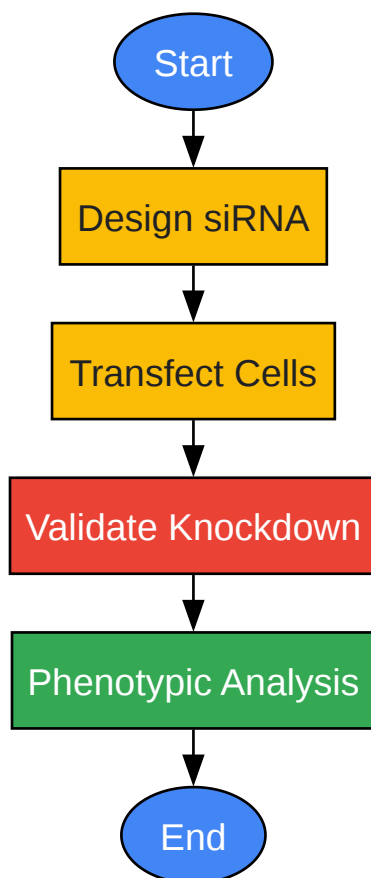 Start
Design siRNA
Transfect Cells
Validate Knockdown
Phenotypic Analysis
End